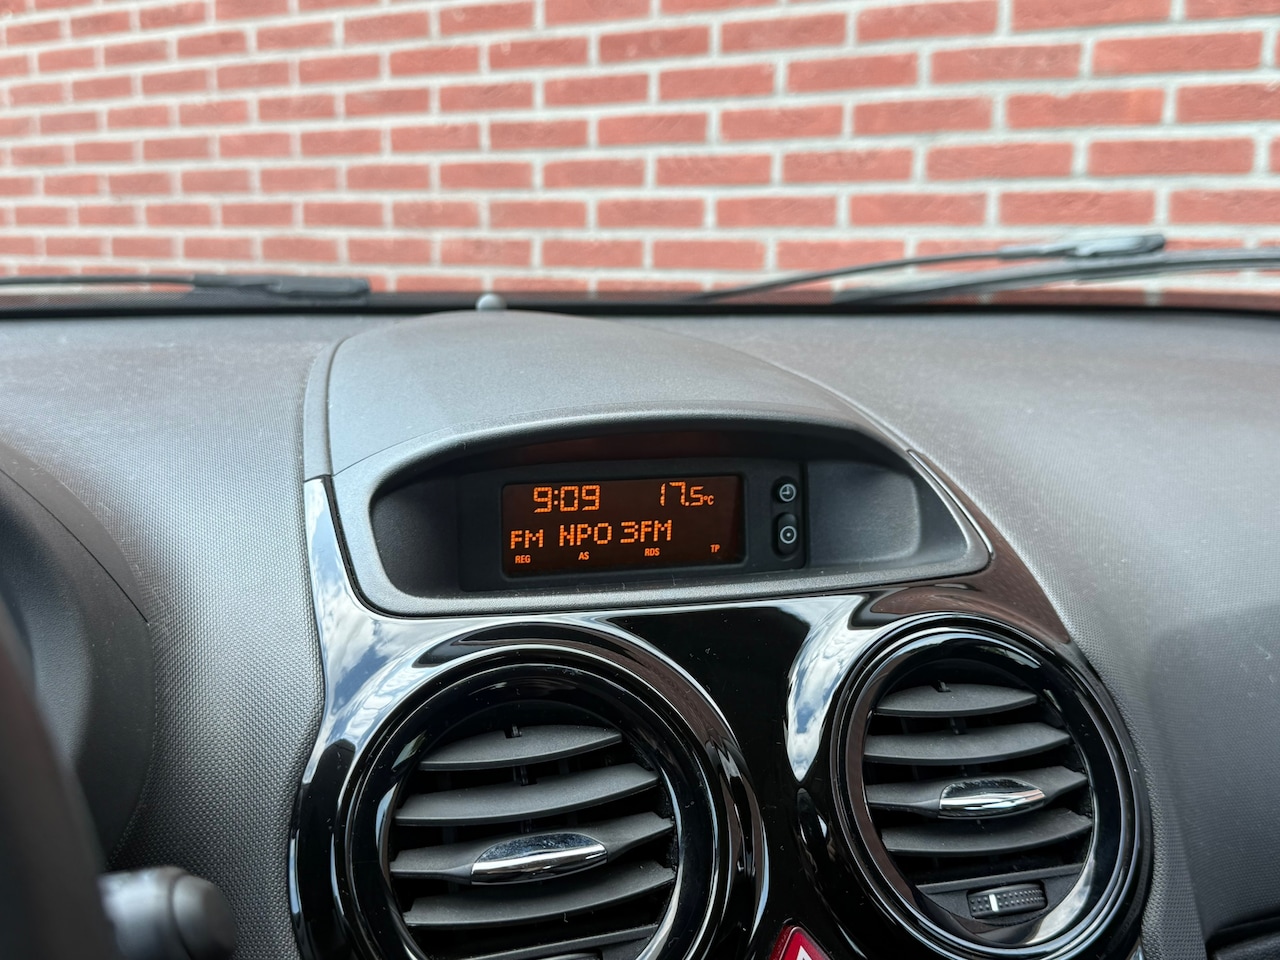 9:09 17.5°C
FM NPO 3FM
REG AS RDS TP